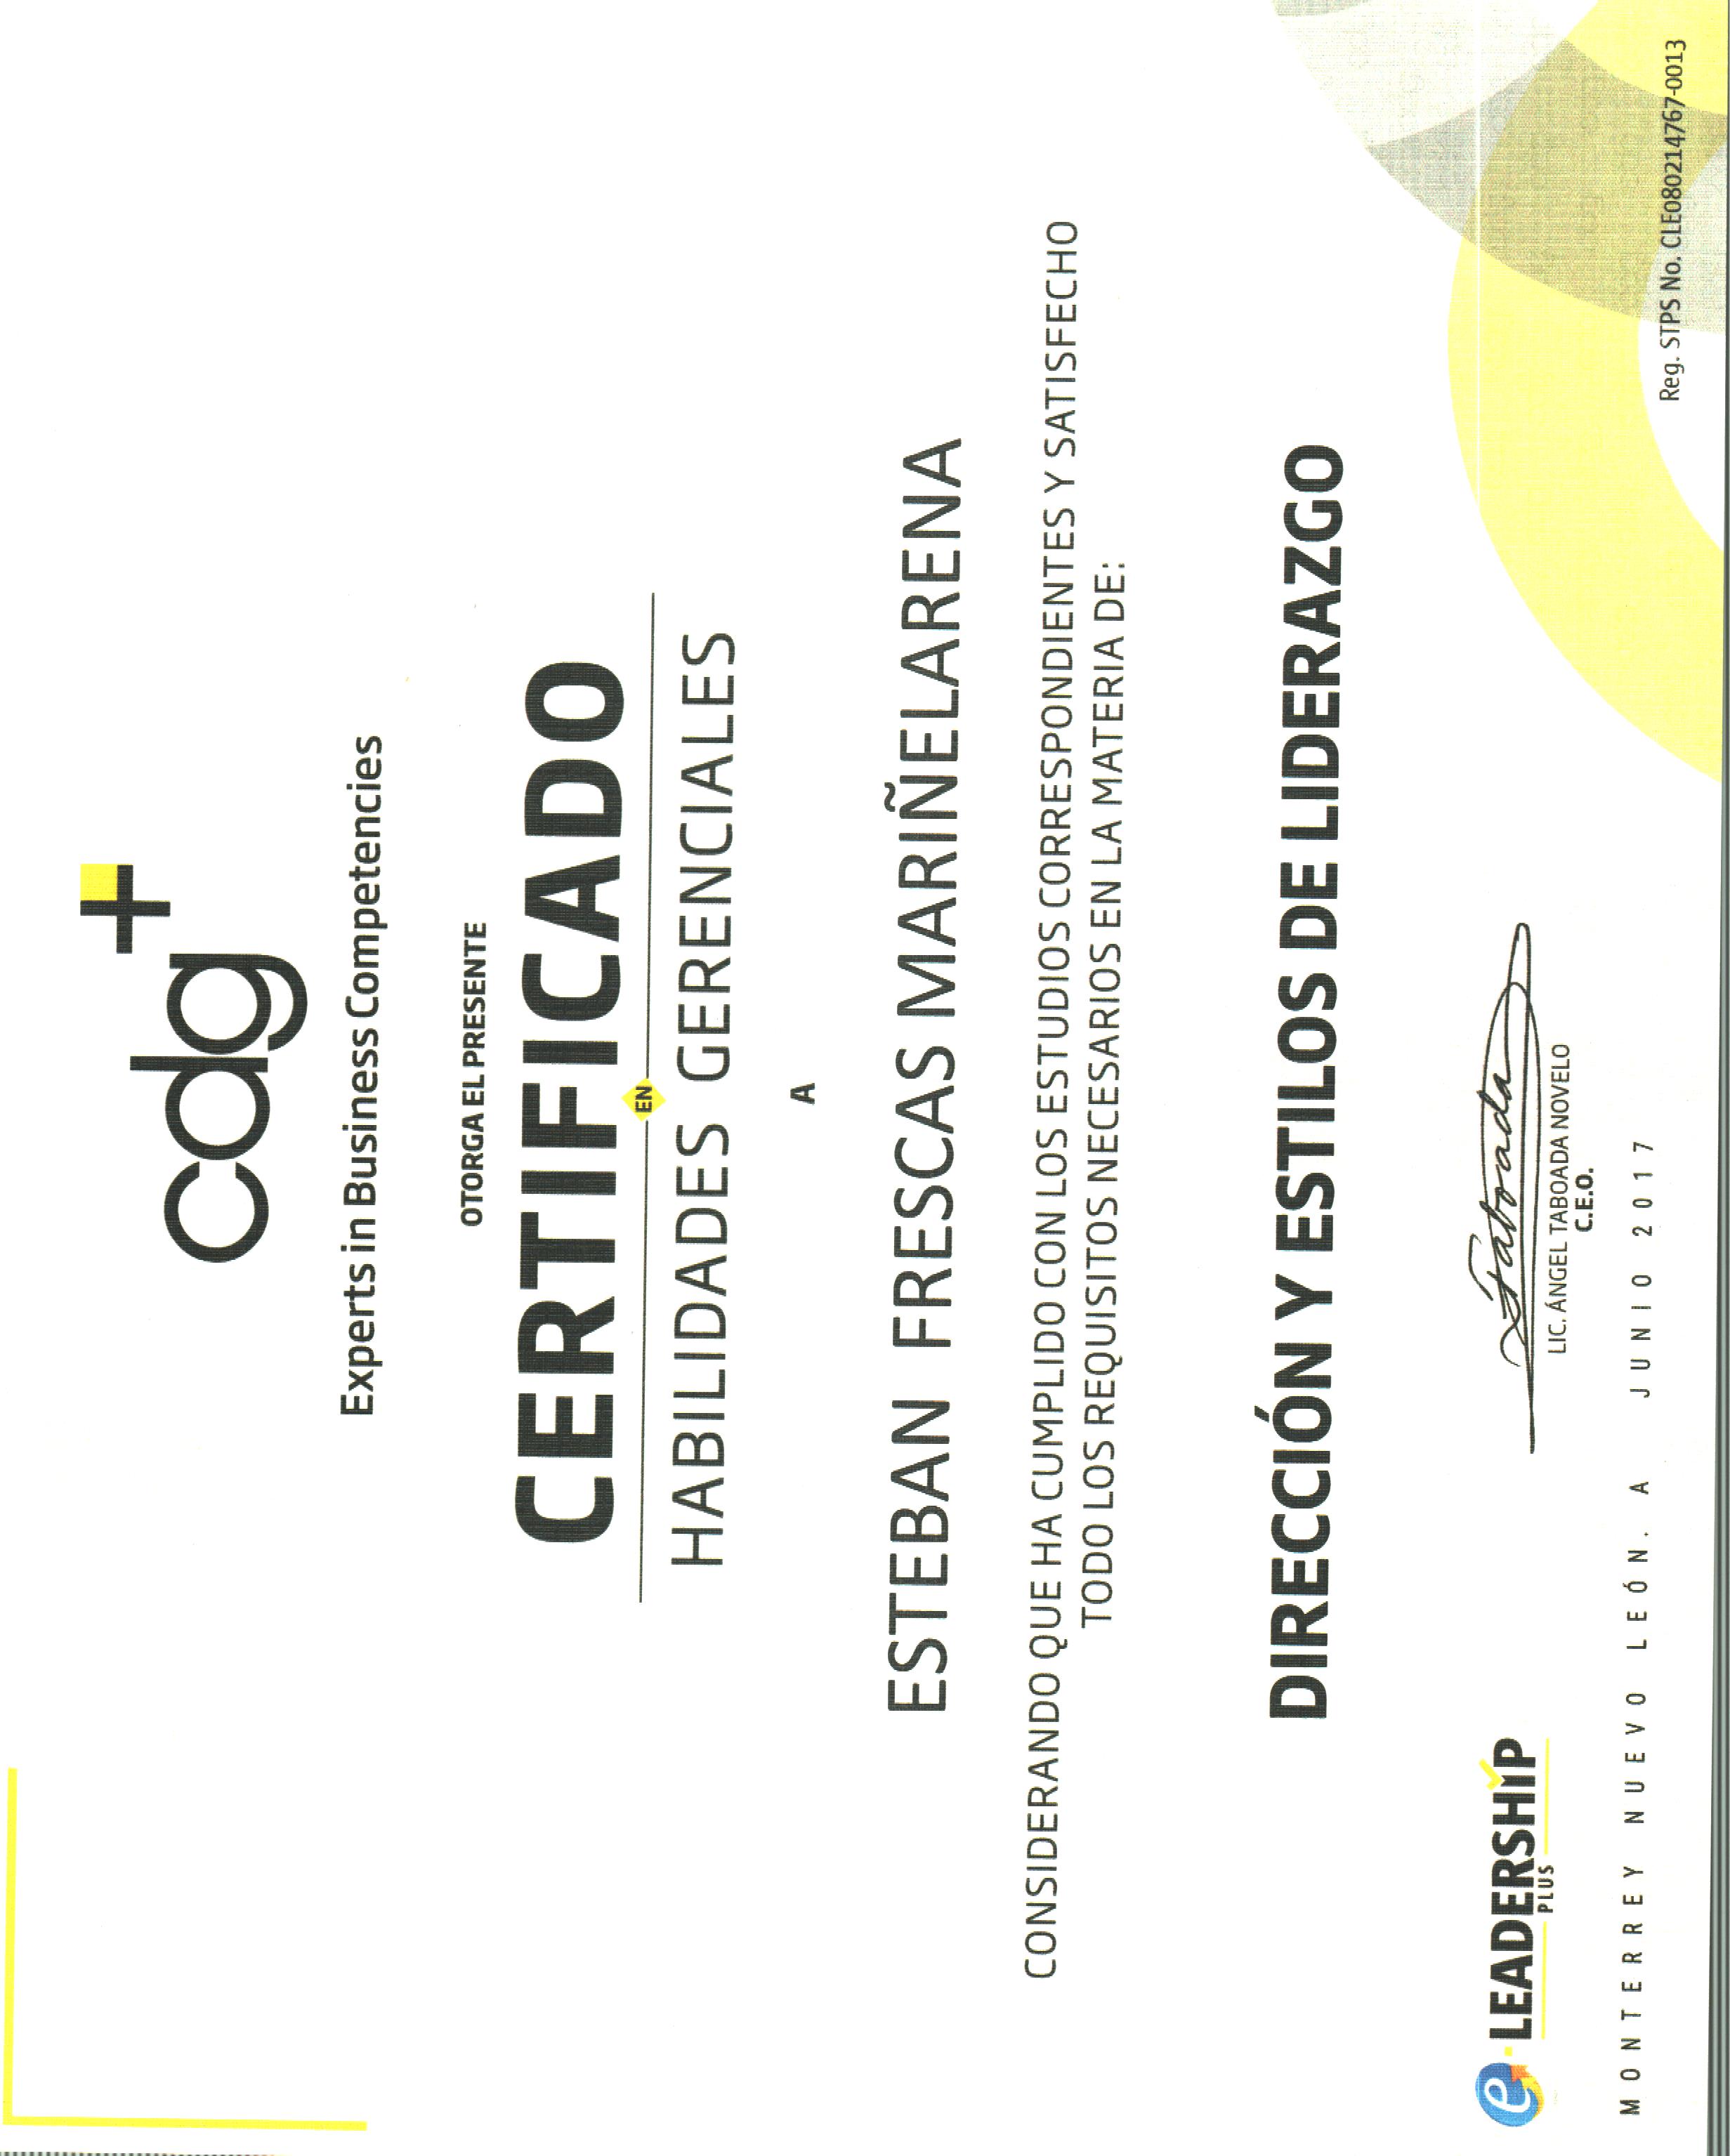 cdg+
Experts in Business Competencies
OTORGA EL PRESENTE
CERTIFICADO
EN
HABILIDADES GERENCIALES
A
ESTEBAN FRESCAS MARIÑELARENA
CONSIDERANDO QUE HA CUMPLIDO CON LOS ESTUDIOS CORRESPONDIENTES Y SATISFECHO
TODO LOS REQUISITOS NECESARIOS EN LA MATERIA DE:
DIRECCIÓN Y ESTILOS DE LIDERAZGO
e-LEADERSHIP
PLUS
Taboada
LIC. ÁNGEL TABOADA NOVELO
C.E.O.
MONTERREY NUEVO LEÓN. A JUNIO 2017
Reg. STPS No. CLE080214767-0013